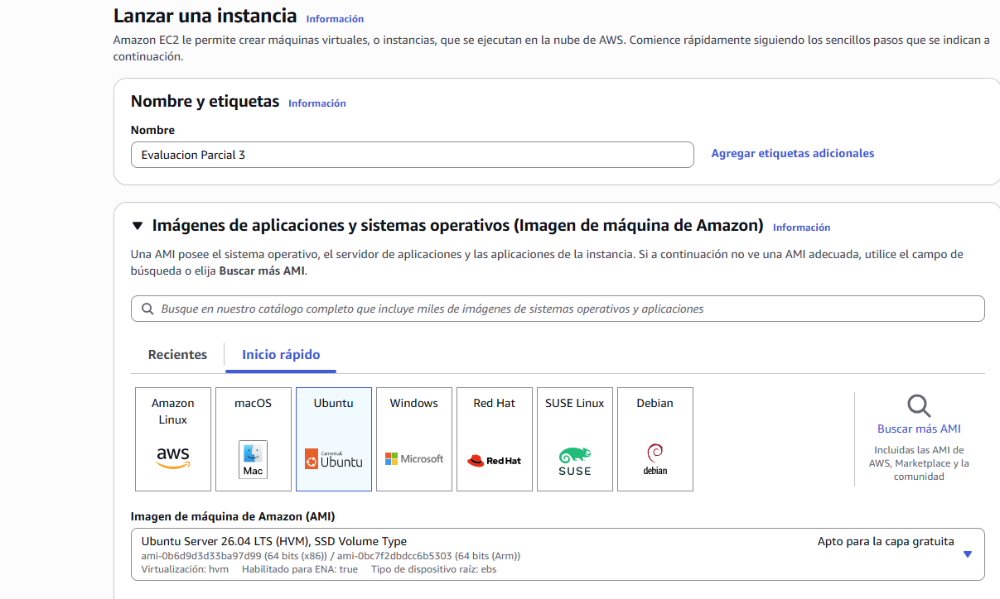 Lanzar una instancia Información
Amazon EC2 le permite crear máquinas virtuales, o instancias, que se ejecutan en la nube de AWS. Comience rápidamente siguiendo los sencillos pasos que se indican a
continuación.
Nombre y etiquetas Información
Nombre
Evaluacion Parcial 3
Agregar etiquetas adicionales
Imágenes de aplicaciones y sistemas operativos (Imagen de máquina de Amazon) Información
Una AMI posee el sistema operativo, el servidor de aplicaciones y las aplicaciones de la instancia. Si a continuación no ve una AMI adecuada, utilice el campo de
búsqueda o elija Buscar más AMI.
Busque en nuestro catálogo completo que incluye miles de imágenes de sistemas operativos y aplicaciones
Recientes
Inicio rápido
Amazon
Linux
aws
macOS
Mac
Ubuntu
Canonical
Ubuntu
Windows
Microsoft
Red Hat
Red Hat
SUSE Linux
SUSE
Debian
debian
Buscar más AMI
Incluidas las AMI de
AWS, Marketplace y la
comunidad
Imagen de máquina de Amazon (AMI)
Ubuntu Server 26.04 LTS (HVM), SSD Volume Type
Apto para la capa gratuita
ami-0b6d9d3d33ba97d99 (64 bits (x86)) / ami-0bc7f2dbdcc6b5303 (64 bits (Arm))
Virtualización: hvm Habilitado para ENA: true Tipo de dispositivo raíz: ebs